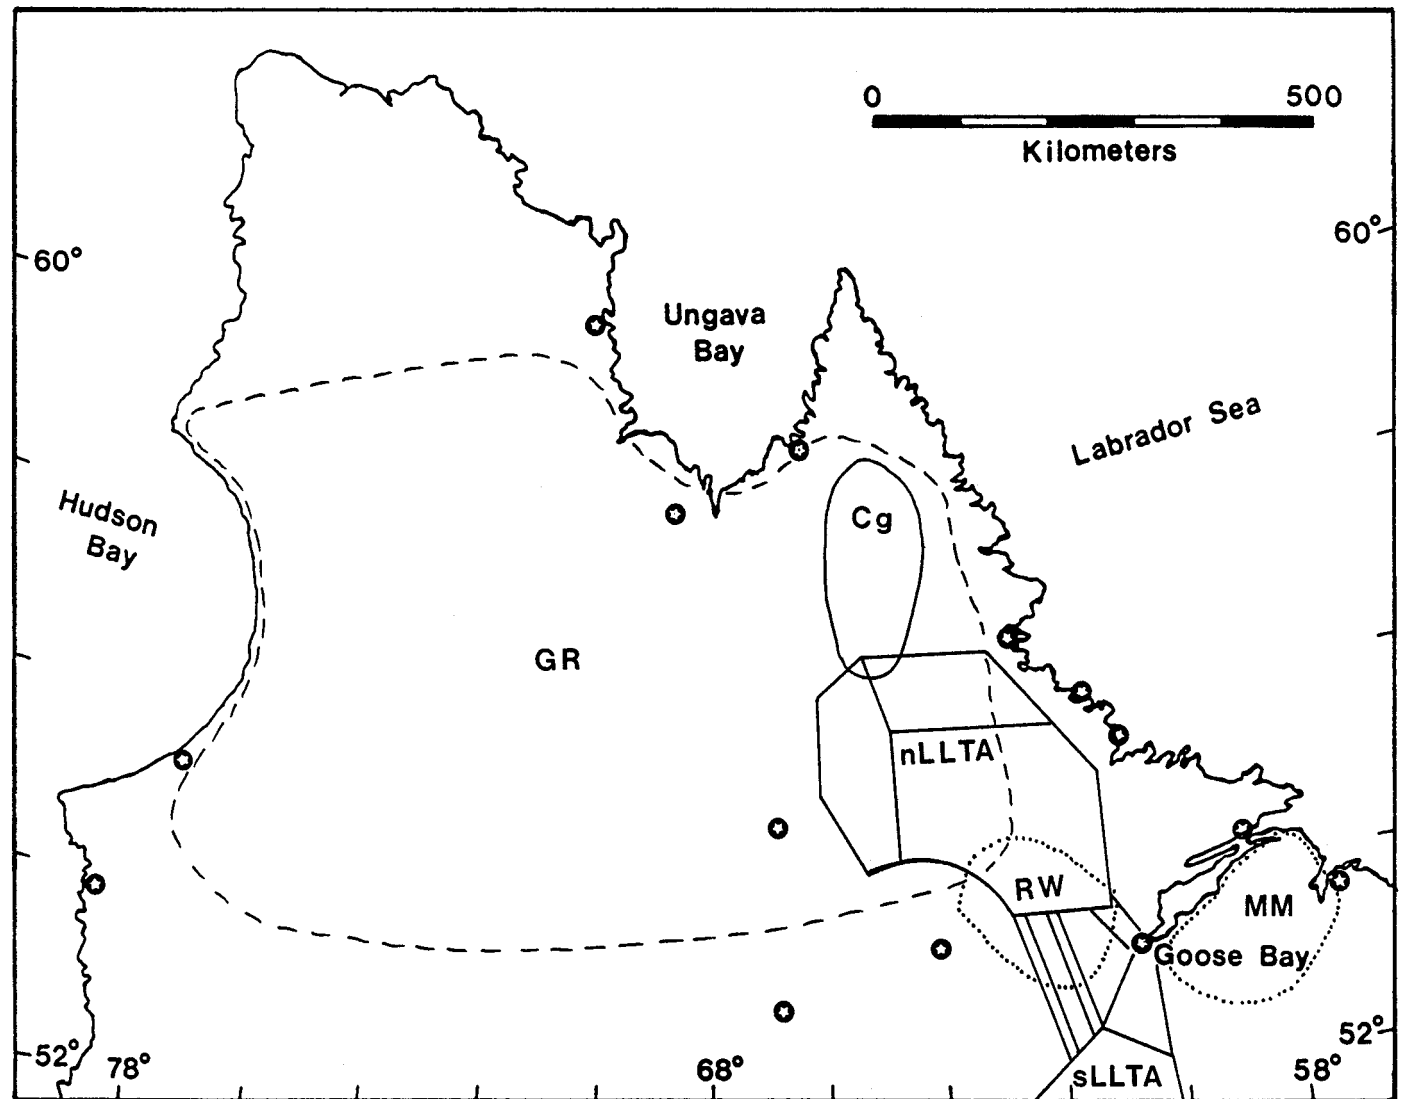 0 500
Kilometers
60° 60°
Ungava
Bay
Labrador Sea
Hudson
Bay
Cg
GR
nLLTA
RW
MM
Goose Bay
52° 52°
78° 68° 58°
sLLTA